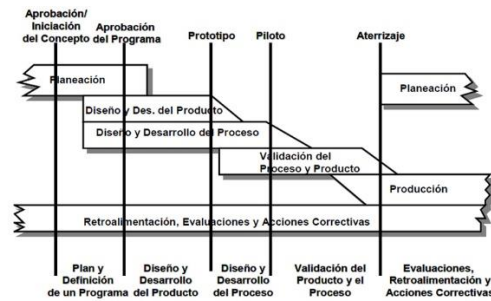 Aprobación/
Iniciación
del Concepto
Aprobación
del Programa
Prototipo
Piloto
Aterrizaje
Planeación
Planeación
Diseño y Des. del Producto
Diseño y Desarrollo del Proceso
Validación del
Proceso y Producto
Producción
Retroalimentación, Evaluaciones y Acciones Correctivas
Plan y
Definición
de un Programa
Diseño y
Desarrollo
del Producto
Diseño y
Desarrollo
del Proceso
Validación del
Producto y el
Proceso
Evaluaciones,
Retroalimentación y
Acciones Correctivas